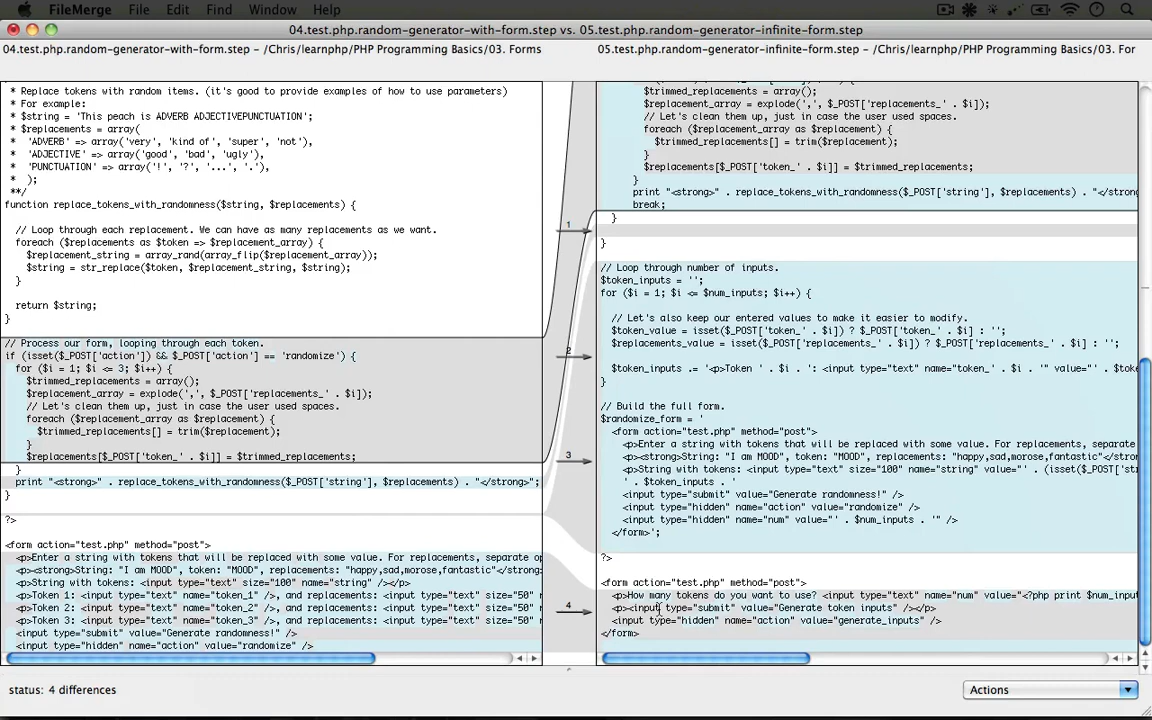 FileMerge File Edit Find Window Help
04.test.php.random-generator-with-form.step vs. 05.test.php.random-generator-infinite-form.step
04.test.php.random-generator-with-form.step - /Chris/learnphp/PHP Programming Basics/03. Forms
05.test.php.random-generator-infinite-form.step - /Chris/learnphp/PHP Programming Basics/03. For
* Replace tokens with random items. (it's good to provide examples of how to use parameters)
* For example:
* $string = 'This peach is ADVERB ADJECTIVEPUNCTUATION';
* $replacements = array(
* 'ADVERB' => array('very', 'kind of', 'super', 'not'),
* 'ADJECTIVE' => array('good', 'bad', 'ugly'),
* 'PUNCTUATION' => array('!', '?', '...', '.'),
* );
**/
function replace_tokens_with_randomness($string, $replacements) {
// Loop through each replacement. We can have as many replacements as we want.
foreach ($replacements as $token => $replacement_array) {
$replacement_string = array_rand(array_flip($replacement_array));
$string = str_replace($token, $replacement_string, $string);
}
return $string;
}
// Process our form, looping through each token.
if (isset($_POST['action']) && $_POST['action'] == 'randomize') {
for ($i = 1; $i <= 3; $i++) {
$trimmed_replacements = array();
$replacement_array = explode(',', $_POST['replacements_' . $i]);
// Let's clean them up, just in case the user used spaces.
foreach ($replacement_array as $replacement) {
$trimmed_replacements[] = trim($replacement);
}
$replacements[$_POST['token_' . $i]] = $trimmed_replacements;
}
print "<strong>" . replace_tokens_with_randomness($_POST['string'], $replacements) . "</strong>";
}
?>
<form action="test.php" method="post">
<p>Enter a string with tokens that will be replaced with some value. For replacements, separate op
<p><strong>String: "I am MOOD", token: "MOOD", replacements: "happy,sad,morose,fantastic"</strong>
<p>String with tokens: <input type="text" size="100" name="string" /></p>
<p>Token 1: <input type="text" name="token_1" />, and replacements: <input type="text" size="50"
<p>Token 2: <input type="text" name="token_2" />, and replacements: <input type="text" size="50"
<p>Token 3: <input type="text" name="token_3" />, and replacements: <input type="text" size="50"
<input type="submit" value="Generate randomness!" />
<input type="hidden" name="action" value="randomize" />
1
2
3
4
$trimmed_replacements = array();
$replacement_array = explode(',', $_POST['replacements_' . $i]);
// Let's clean them up, just in case the user used spaces.
foreach ($replacement_array as $replacement) {
$trimmed_replacements[] = trim($replacement);
}
$replacements[$_POST['token_' . $i]] = $trimmed_replacements;
}
print "<strong>" . replace_tokens_with_randomness($_POST['string'], $replacements) . "</strong
break;
}
}
// Loop through number of inputs.
$token_inputs = '';
for ($i = 1; $i <= $num_inputs; $i++) {
// Let's also keep our entered values to make it easier to modify.
$token_value = isset($_POST['token_' . $i]) ? $_POST['token_' . $i] : '';
$replacements_value = isset($_POST['replacements_' . $i]) ? $_POST['replacements_' . $i] : '';
$token_inputs .= '<p>Token ' . $i . ': <input type="text" name="token_' . $i . '" value="' . $toke
}
// Build the full form.
$randomize_form = '
<form action="test.php" method="post">
<p>Enter a string with tokens that will be replaced with some value. For replacements, separate
<p><strong>String: "I am MOOD", token: "MOOD", replacements: "happy,sad,morose,fantastic"</stron
<p>String with tokens: <input type="text" size="100" name="string" value="' . (isset($_POST['str
' . $token_inputs . '
<input type="submit" value="Generate randomness!" />
<input type="hidden" name="action" value="randomize" />
<input type="hidden" name="num" value="' . $num_inputs . '" />
</form>';
?>
<form action="test.php" method="post">
<p>How many tokens do you want to use? <input type="text" name="num" value="<?php print $num_input
<p><input type="submit" value="Generate token inputs" /></p>
<input type="hidden" name="action" value="generate_inputs" />
</form>
status: 4 differences
Actions